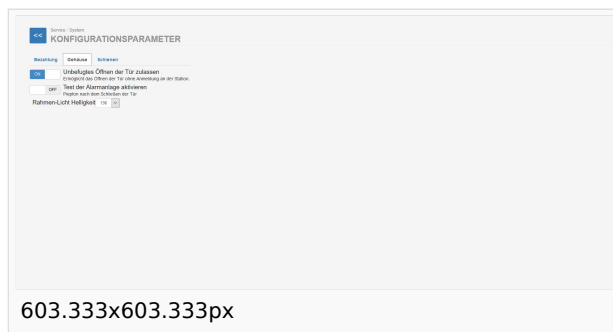 <<
Service / System
KONFIGURATIONSPARAMETER
Bezahlung Gehäuse Schienen
ON Unbefugtes Öffnen der Tür zulassen
Ermöglicht das Öffnen der Tür ohne Anmeldung an der Station.
OFF Test der Alarmanlage aktivieren
Piepton nach dem Schließen der Tür
Rahmen-Licht Helligkeit
603.333x603.333px